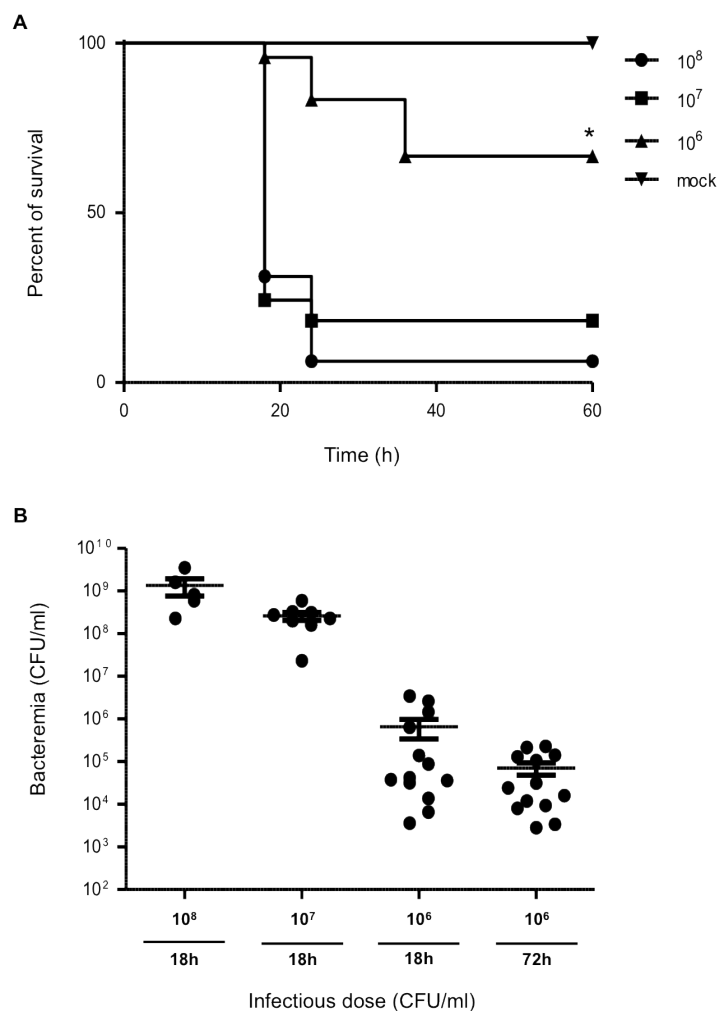 A
100
50
0
0 20 40 60
Percent of survival
Time (h)
10⁸
10⁷
10⁶
mock
*
B
10¹⁰
10⁹
10⁸
10⁷
10⁶
10⁵
10⁴
10³
10²
Bacteremia (CFU/ml)
10⁸ 10⁷ 10⁶ 10⁶
18h 18h 18h 72h
Infectious dose (CFU/ml)